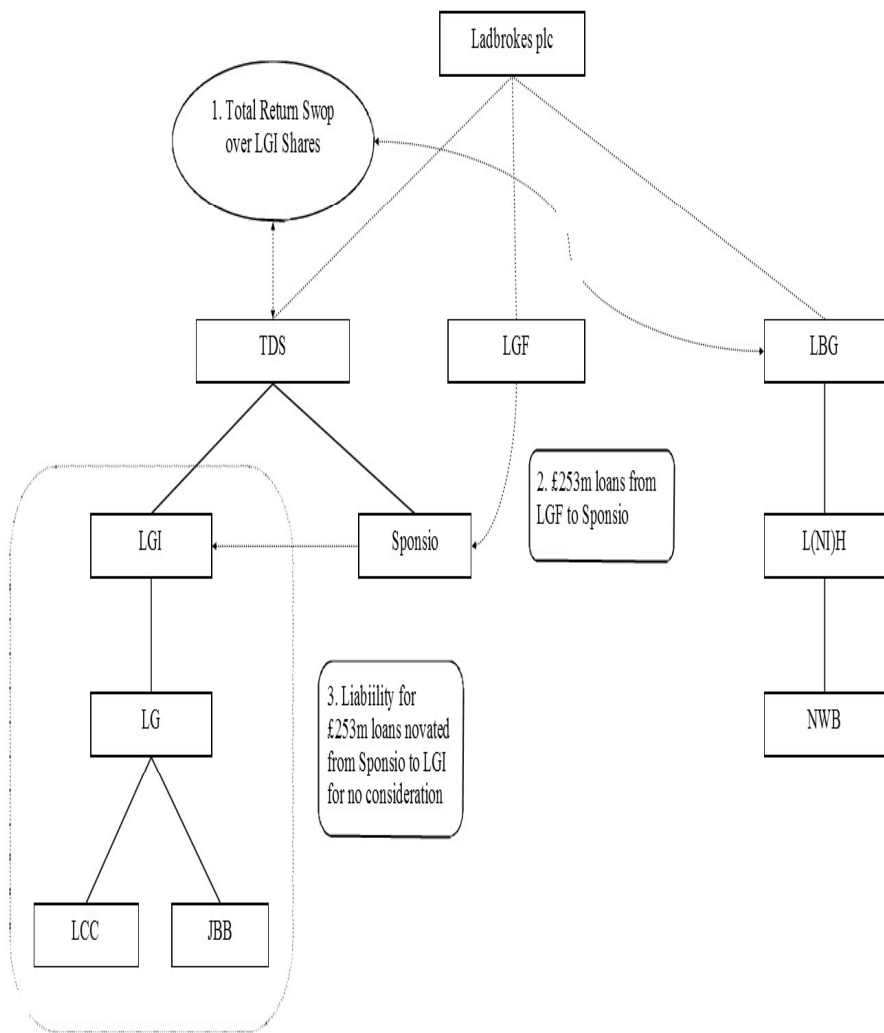 Ladbrokes plc
1. Total Return Swop
over LGI Shares
TDS
LGF
LBG
2. £253m loans from
LGF to Sponsio
LGI
Sponsio
L(NI)H
3. Liabiility for
£253m loans novated
from Sponsio to LGI
for no consideration
LG
NWB
LCC
JBB